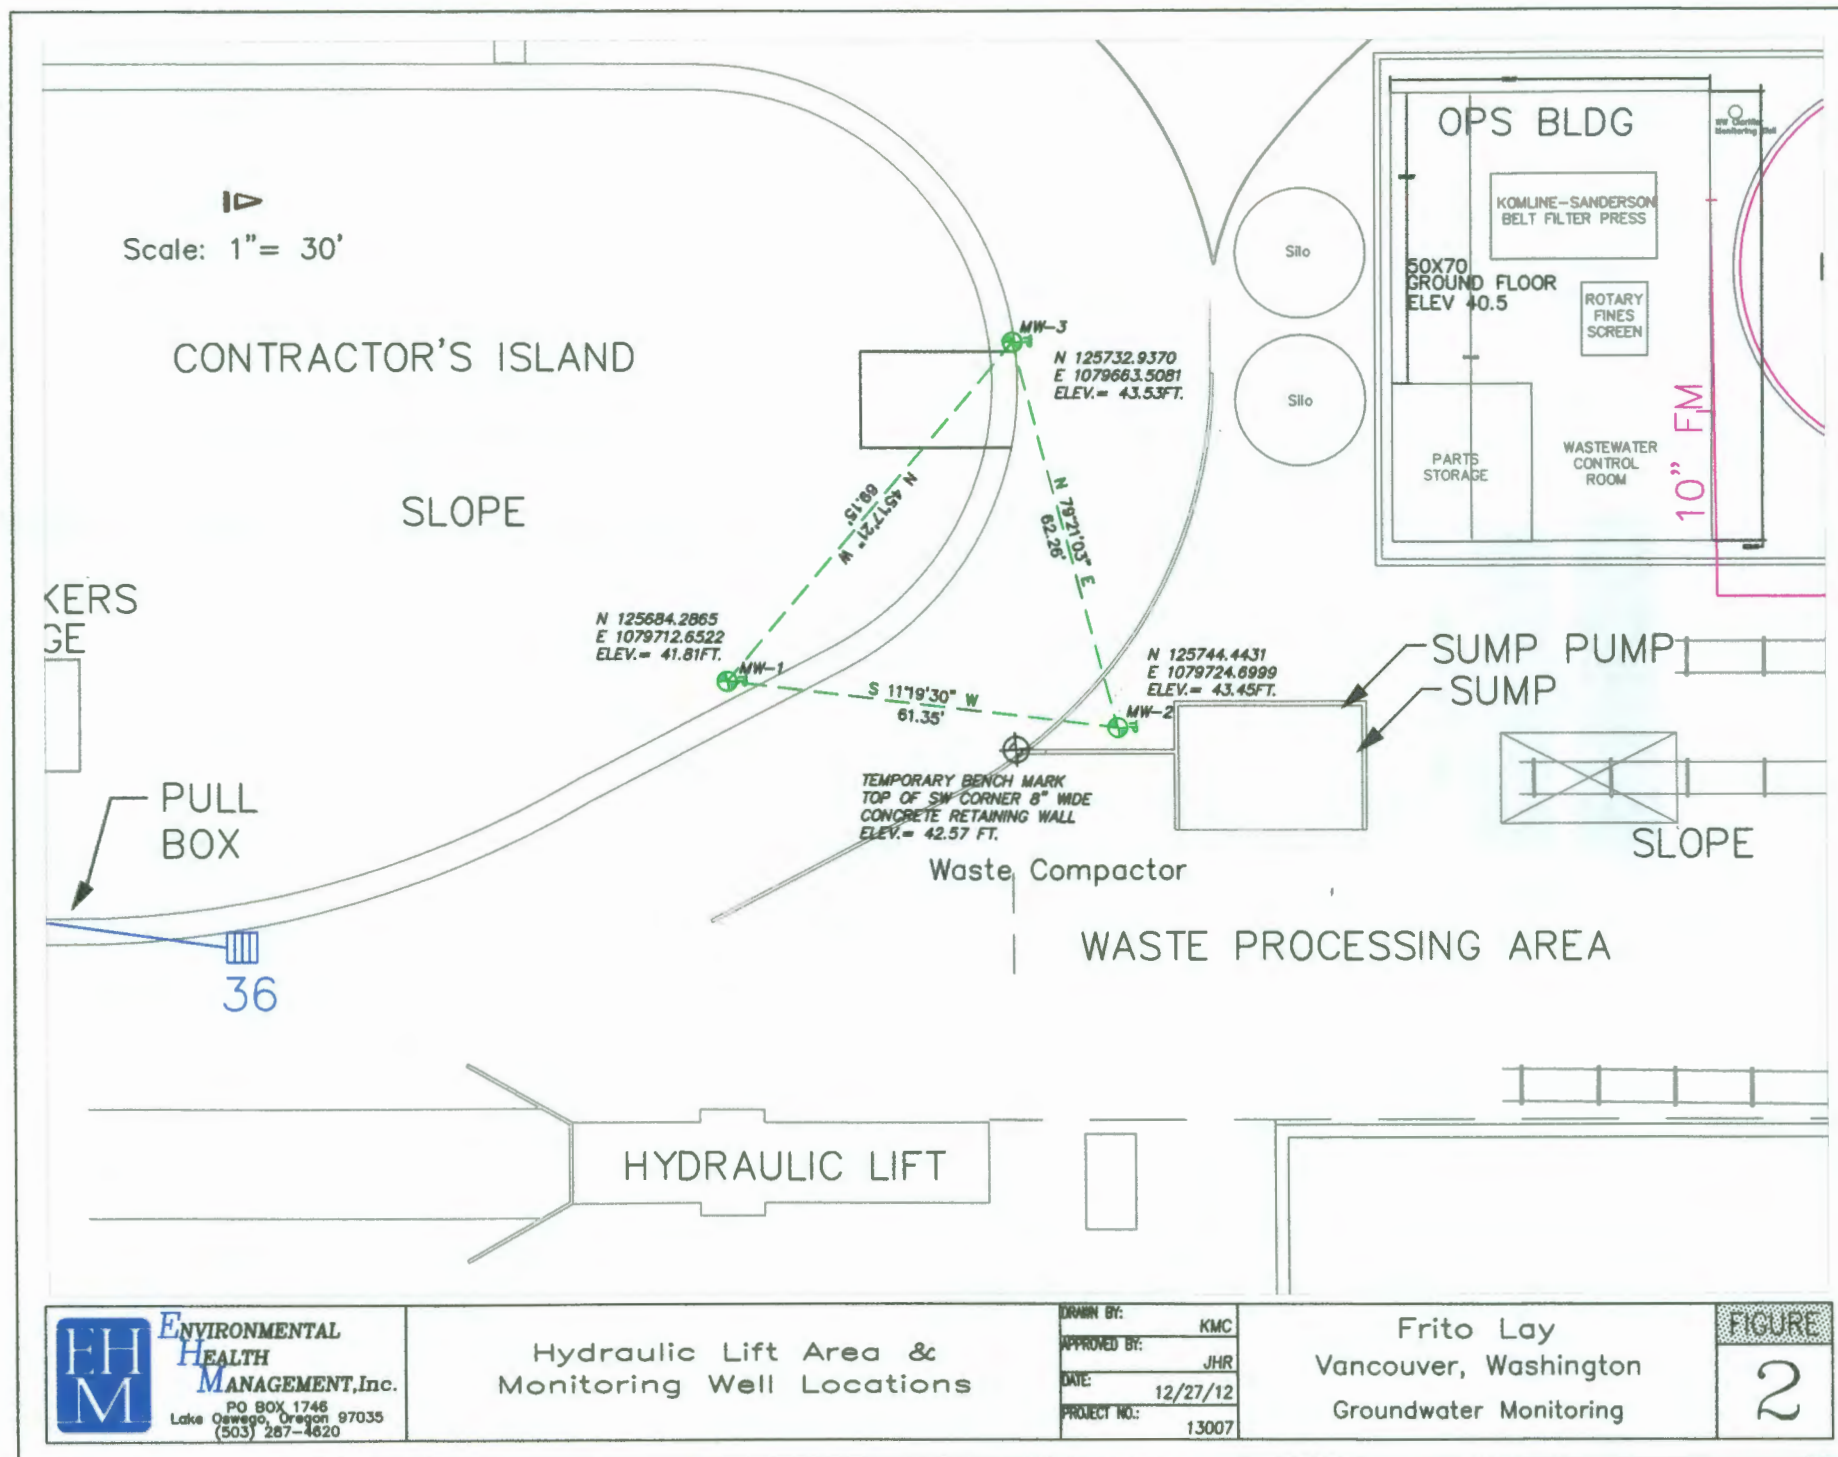 OPS BLDG
KOMLINE-SANDERSON
BELT FILTER PRESS
Scale: 1"= 30'
Silo
50X70
GROUND FLOOR
ELEV 40.5
ROTARY
FINES
SCREEN
CONTRACTOR'S ISLAND
MW-3
N 125732.9370
E 1079663.5081
ELEV.= 43.53FT.
Silo
10" FM
PARTS
STORAGE
WASTEWATER
CONTROL
ROOM
SLOPE
N 45°17'21" W
69.15'
N 79°21'03" E
62.26'
KERS
GE
N 125684.2865
E 1079712.6522
ELEV.= 41.81FT.
MW-1
S 11°19'30" W
61.35'
N 125744.4431
E 1079724.6999
ELEV.= 43.45FT.
MW-2
SUMP PUMP
SUMP
TEMPORARY BENCH MARK
TOP OF SW CORNER 8" WIDE
CONCRETE RETAINING WALL
ELEV.= 42.57 FT.
PULL
BOX
SLOPE
Waste Compactor
WASTE PROCESSING AREA
36
HYDRAULIC LIFT
EH
M
ENVIRONMENTAL
HEALTH
MANAGEMENT,Inc.
PO BOX 1746
Lake Oswego, Oregon 97035
(503) 287-4620
Hydraulic Lift Area &
Monitoring Well Locations
DRAWN BY:
KMC
APPROVED BY:
JHR
DATE:
12/27/12
PROJECT NO.:
13007
Frito Lay
Vancouver, Washington
Groundwater Monitoring
FIGURE
2